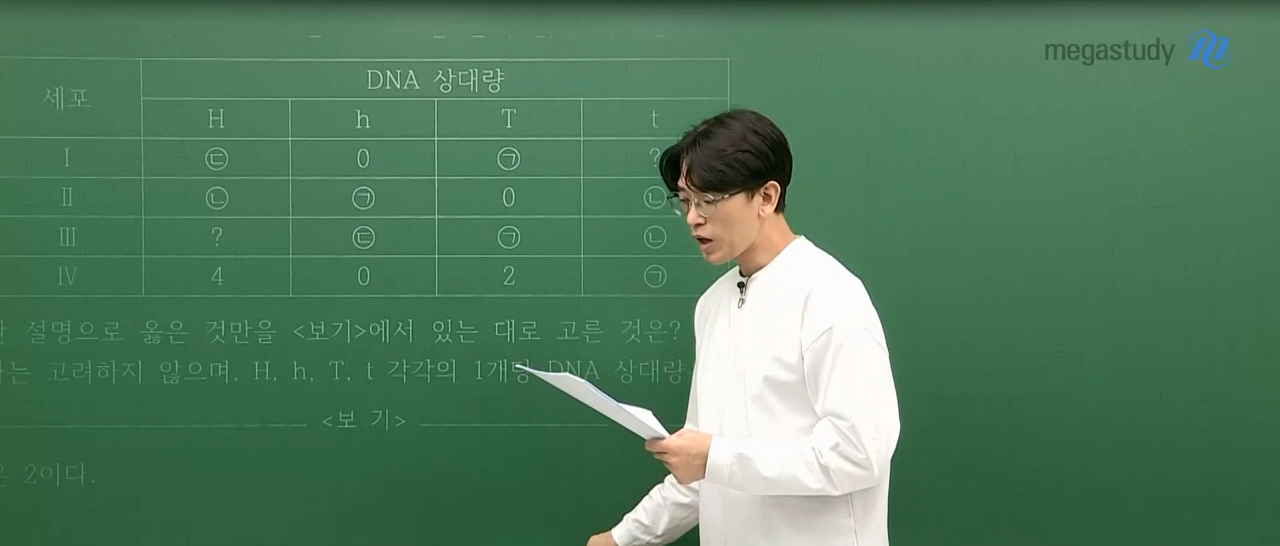 megastudy
세포 DNA 상대량
H h T t
Ⅰ ㉢ 0 ㉠ ?
Ⅱ ㉡ ㉠ 0 ㉡
Ⅲ ? ㉢ ㉠ ㉡
Ⅳ 4 0 2 ㉠
설명으로 옳은 것만을 <보기>에서 있는 대로 고른 것은?
는 고려하지 않으며, H, h, T, t 각각의 1개당 DNA 상대량
<보 기>
2이다.